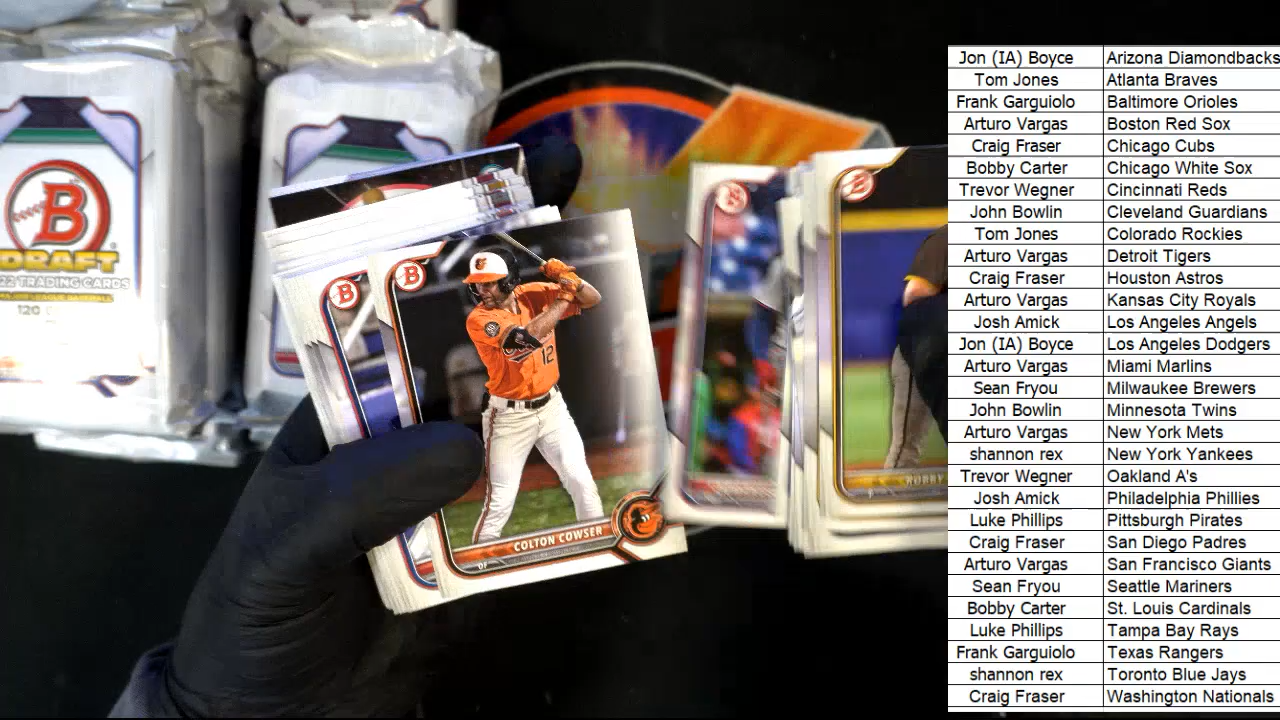 B
DRAFT
22 TRADING CARDS
MAJOR LEAGUE BASEBALL
120
B
B
12
COLTON COWSER
OF
B
B
Jon (IA) Boyce Arizona Diamondbacks
Tom Jones Atlanta Braves
Frank Garguiolo Baltimore Orioles
Arturo Vargas Boston Red Sox
Craig Fraser Chicago Cubs
Bobby Carter Chicago White Sox
Trevor Wegner Cincinnati Reds
John Bowlin Cleveland Guardians
Tom Jones Colorado Rockies
Arturo Vargas Detroit Tigers
Craig Fraser Houston Astros
Arturo Vargas Kansas City Royals
Josh Amick Los Angeles Angels
Jon (IA) Boyce Los Angeles Dodgers
Arturo Vargas Miami Marlins
Sean Fryou Milwaukee Brewers
John Bowlin Minnesota Twins
Arturo Vargas New York Mets
shannon rex New York Yankees
Trevor Wegner Oakland A's
Josh Amick Philadelphia Phillies
Luke Phillips Pittsburgh Pirates
Craig Fraser San Diego Padres
Arturo Vargas San Francisco Giants
Sean Fryou Seattle Mariners
Bobby Carter St. Louis Cardinals
Luke Phillips Tampa Bay Rays
Frank Garguiolo Texas Rangers
shannon rex Toronto Blue Jays
Craig Fraser Washington Nationals